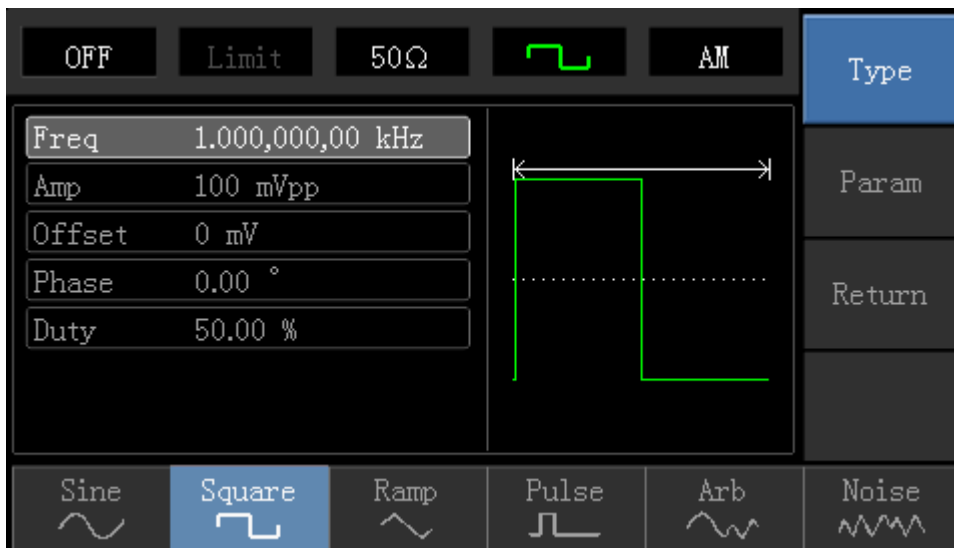 OFF Limit 50Ω AM Type
Freq 1.000,000,00 kHz
Amp 100 mVpp
Param
Offset 0 mV
Phase 0.00 °
Return
Duty 50.00 %
Sine Square Ramp Pulse Arb Noise